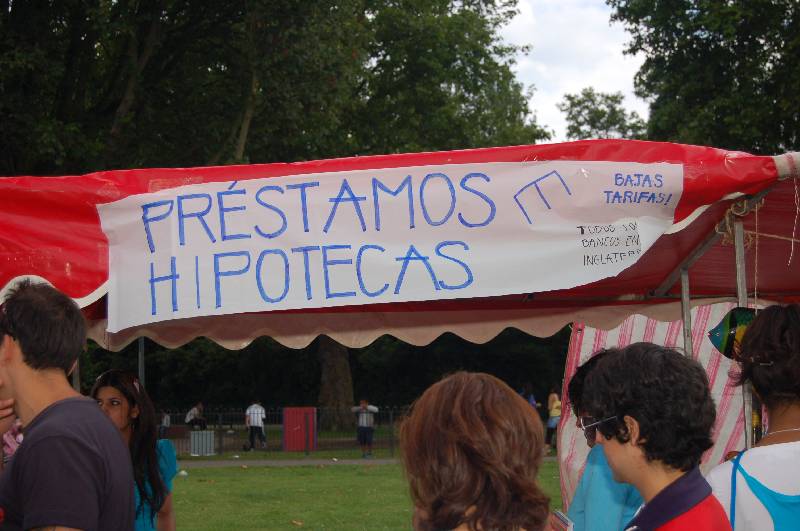 PRÉSTAMOS E
HIPOTECAS
BAJAS
TARIFAS!
TODOS LOS
BANCOS EN
INGLATERRA